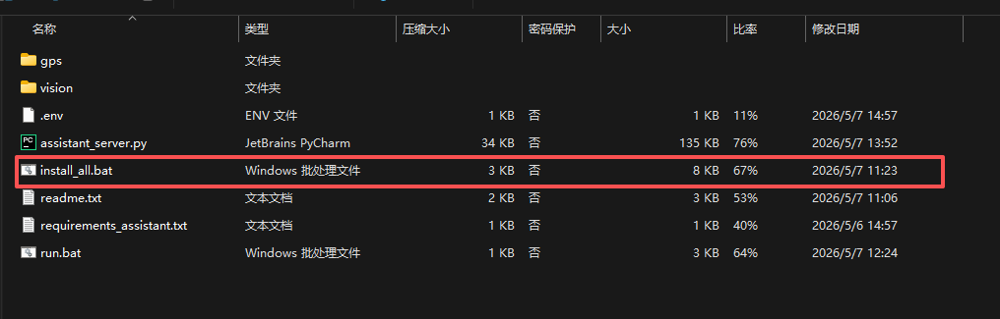 名称 类型 压缩大小 密码保护 大小 比率 修改日期
gps 文件夹
vision 文件夹
.env ENV 文件 1 KB 否 1 KB 11% 2026/5/7 14:57
PC assistant_server.py JetBrains PyCharm 34 KB 否 135 KB 76% 2026/5/7 13:52
install_all.bat Windows 批处理文件 3 KB 否 8 KB 67% 2026/5/7 11:23
readme.txt 文本文档 2 KB 否 3 KB 53% 2026/5/7 11:06
requirements_assistant.txt 文本文档 1 KB 否 1 KB 40% 2026/5/6 14:57
run.bat Windows 批处理文件 1 KB 否 3 KB 64% 2026/5/7 12:24